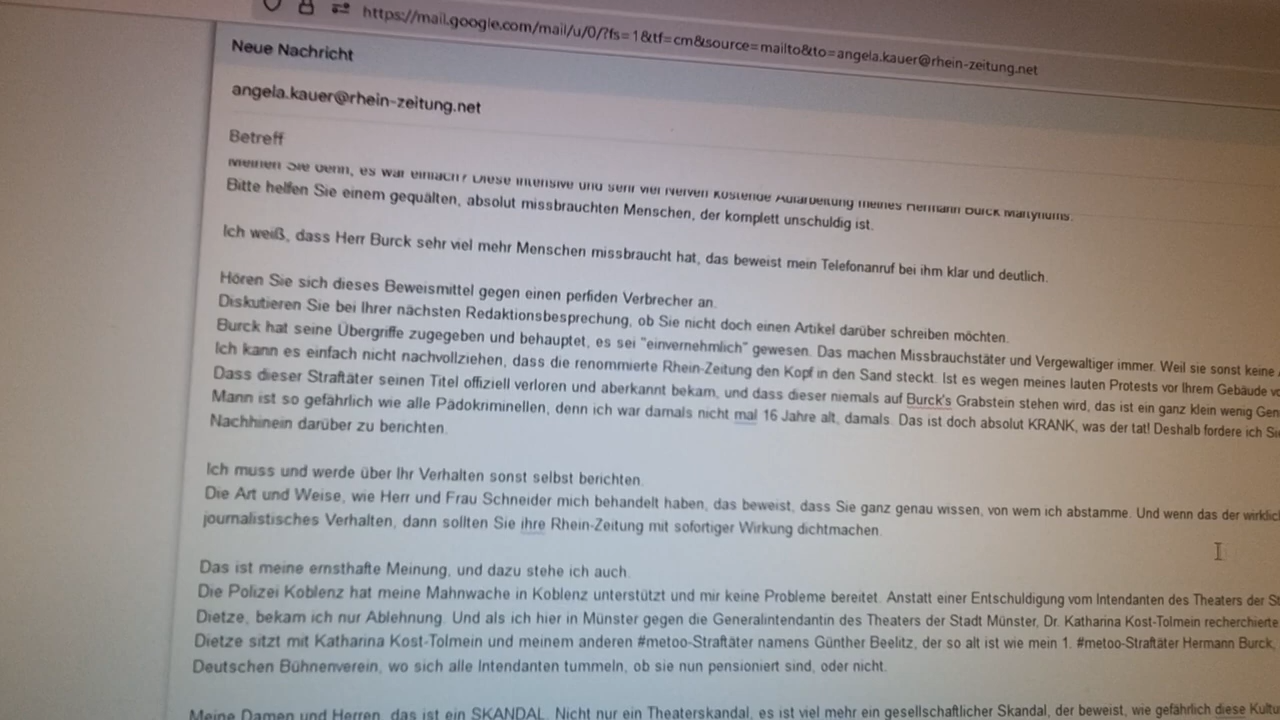 https://mail.google.com/mail/u/0/?fs=1&tf=cm&source=mailto&to=angela.kauer@rhein-zeitung.net
Neue Nachricht
angela.kauer@rhein-zeitung.net
Betreff
Meinen Sie denn, es war einfach? Diese intensive und sehr viel Nerven kostende Aufarbeitung meines Hermann Burck Martyriums.
Bitte helfen Sie einem gequälten, absolut missbrauchten Menschen, der komplett unschuldig ist.
Ich weiß, dass Herr Burck sehr viel mehr Menschen missbraucht hat, das beweist mein Telefonanruf bei ihm klar und deutlich.
Hören Sie sich dieses Beweismittel gegen einen perfiden Verbrecher an.
Diskutieren Sie bei Ihrer nächsten Redaktionsbesprechung, ob Sie nicht doch einen Artikel darüber schreiben möchten.
Burck hat seine Übergriffe zugegeben und behauptet, es sei "einvernehmlich" gewesen. Das machen Missbrauchstäter und Vergewaltiger immer. Weil sie sonst keine
Ich kann es einfach nicht nachvollziehen, dass die renommierte Rhein-Zeitung den Kopf in den Sand steckt. Ist es wegen meines lauten Protests vor Ihrem Gebäude
Dass dieser Straftäter seinen Titel offiziell verloren und aberkannt bekam, und dass dieser niemals auf Burck's Grabstein stehen wird, das ist ein ganz klein wenig
Mann ist so gefährlich wie alle Pädokriminellen, denn ich war damals nicht mal 16 Jahre alt, damals. Das ist doch absolut KRANK, was der tat! Deshalb fordere ich
Nachhinein darüber zu berichten.
Ich muss und werde über Ihr Verhalten sonst selbst berichten.
Die Art und Weise, wie Herr und Frau Schneider mich behandelt haben, das beweist, dass Sie ganz genau wissen, von wem ich abstamme. Und wenn das der
journalistisches Verhalten, dann sollten Sie ihre Rhein-Zeitung mit sofortiger Wirkung dichtmachen.
Das ist meine ernsthafte Meinung, und dazu stehe ich auch.
Die Polizei Koblenz hat meine Mahnwache in Koblenz unterstützt und mir keine Probleme bereitet. Anstatt einer Entschuldigung vom Intendanten des Theaters der
Dietze, bekam ich nur Ablehnung. Und als ich hier in Münster gegen die Generalintendantin des Theaters der Stadt Münster, Dr. Katharina Kost-Tolmein recherchierte
Dietze sitzt mit Katharina Kost-Tolmein und meinem anderen #metoo-Straftäter namens Günther Beelitz, der so alt ist wie mein 1. #metoo-Straftäter Hermann Burck,
Deutschen Bühnenverein, wo sich alle Intendanten tummeln, ob sie nun pensioniert sind, oder nicht.
Meine Damen und Herren, das ist ein SKANDAL. Nicht nur ein Theaterskandal, es ist viel mehr ein gesellschaftlicher Skandal, der beweist, wie gefährlich diese